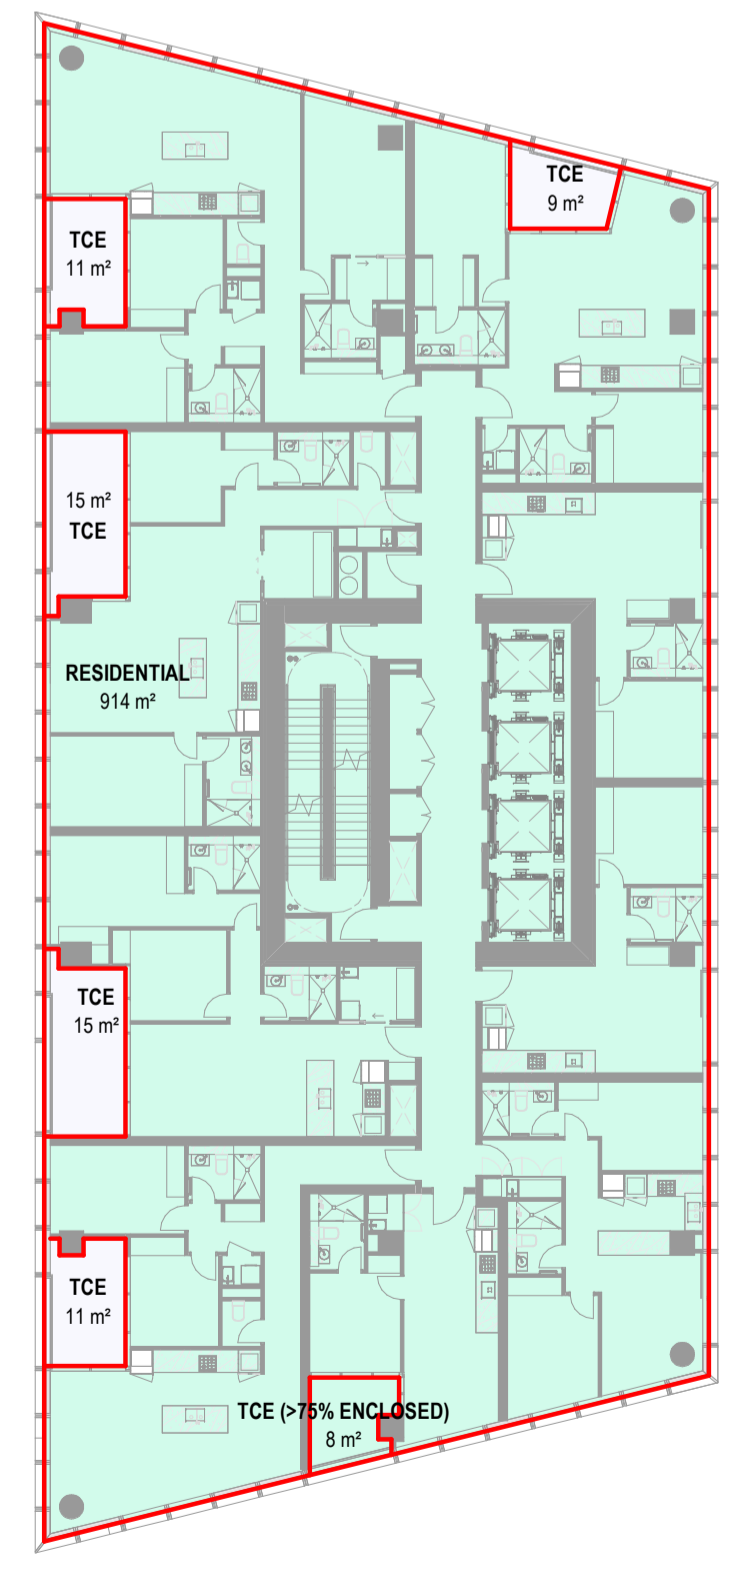 TCE
9 m²
TCE
11 m²
15 m²
TCE
RESIDENTIAL
914 m²
TCE
15 m²
TCE
11 m²
TCE (>75% ENCLOSED)
8 m²